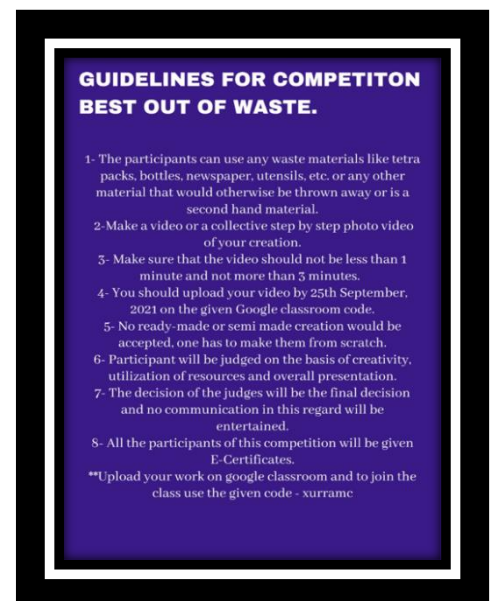 GUIDELINES FOR COMPETITON
BEST OUT OF WASTE.
1- The participants can use any waste materials like tetra
packs, bottles, newspaper, utensils, etc. or any other
material that would otherwise be thrown away or is a
second hand material.
2-Make a video or a collective step by step photo video
of your creation.
3- Make sure that the video should not be less than 1
minute and not more than 3 minutes.
4- You should upload your video by 25th September,
2021 on the given Google classroom code.
5- No ready-made or semi made creation would be
accepted, one has to make them from scratch.
6- Participant will be judged on the basis of creativity,
utilization of resources and overall presentation.
7- The decision of the judges will be the final decision
and no communication in this regard will be
entertained.
8- All the participants of this competition will be given
E-Certificates.
**Upload your work on google classroom and to join the
class use the given code - xurramc